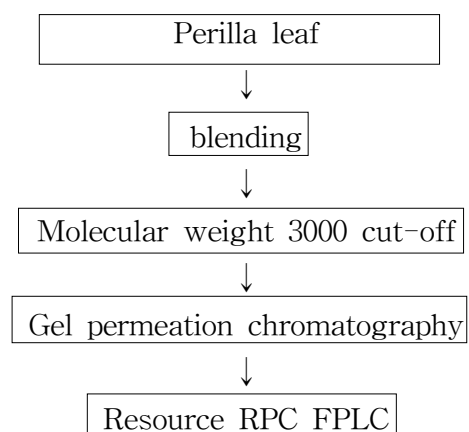 Perilla leaf
↓
blending
↓
Molecular weight 3000 cut-off
↓
Gel permeation chromatography
↓
Resource RPC FPLC